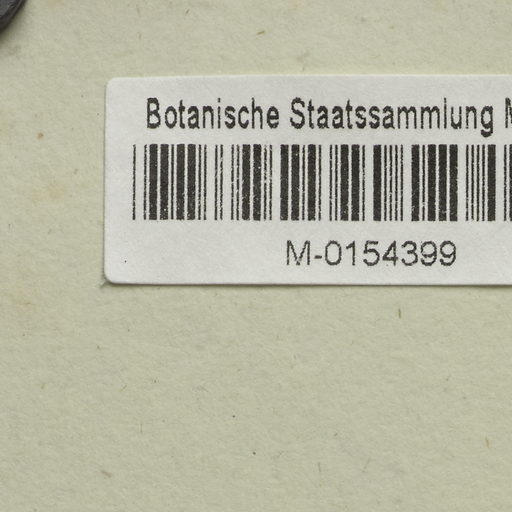 Botanische Staatssammlung
M-0154399